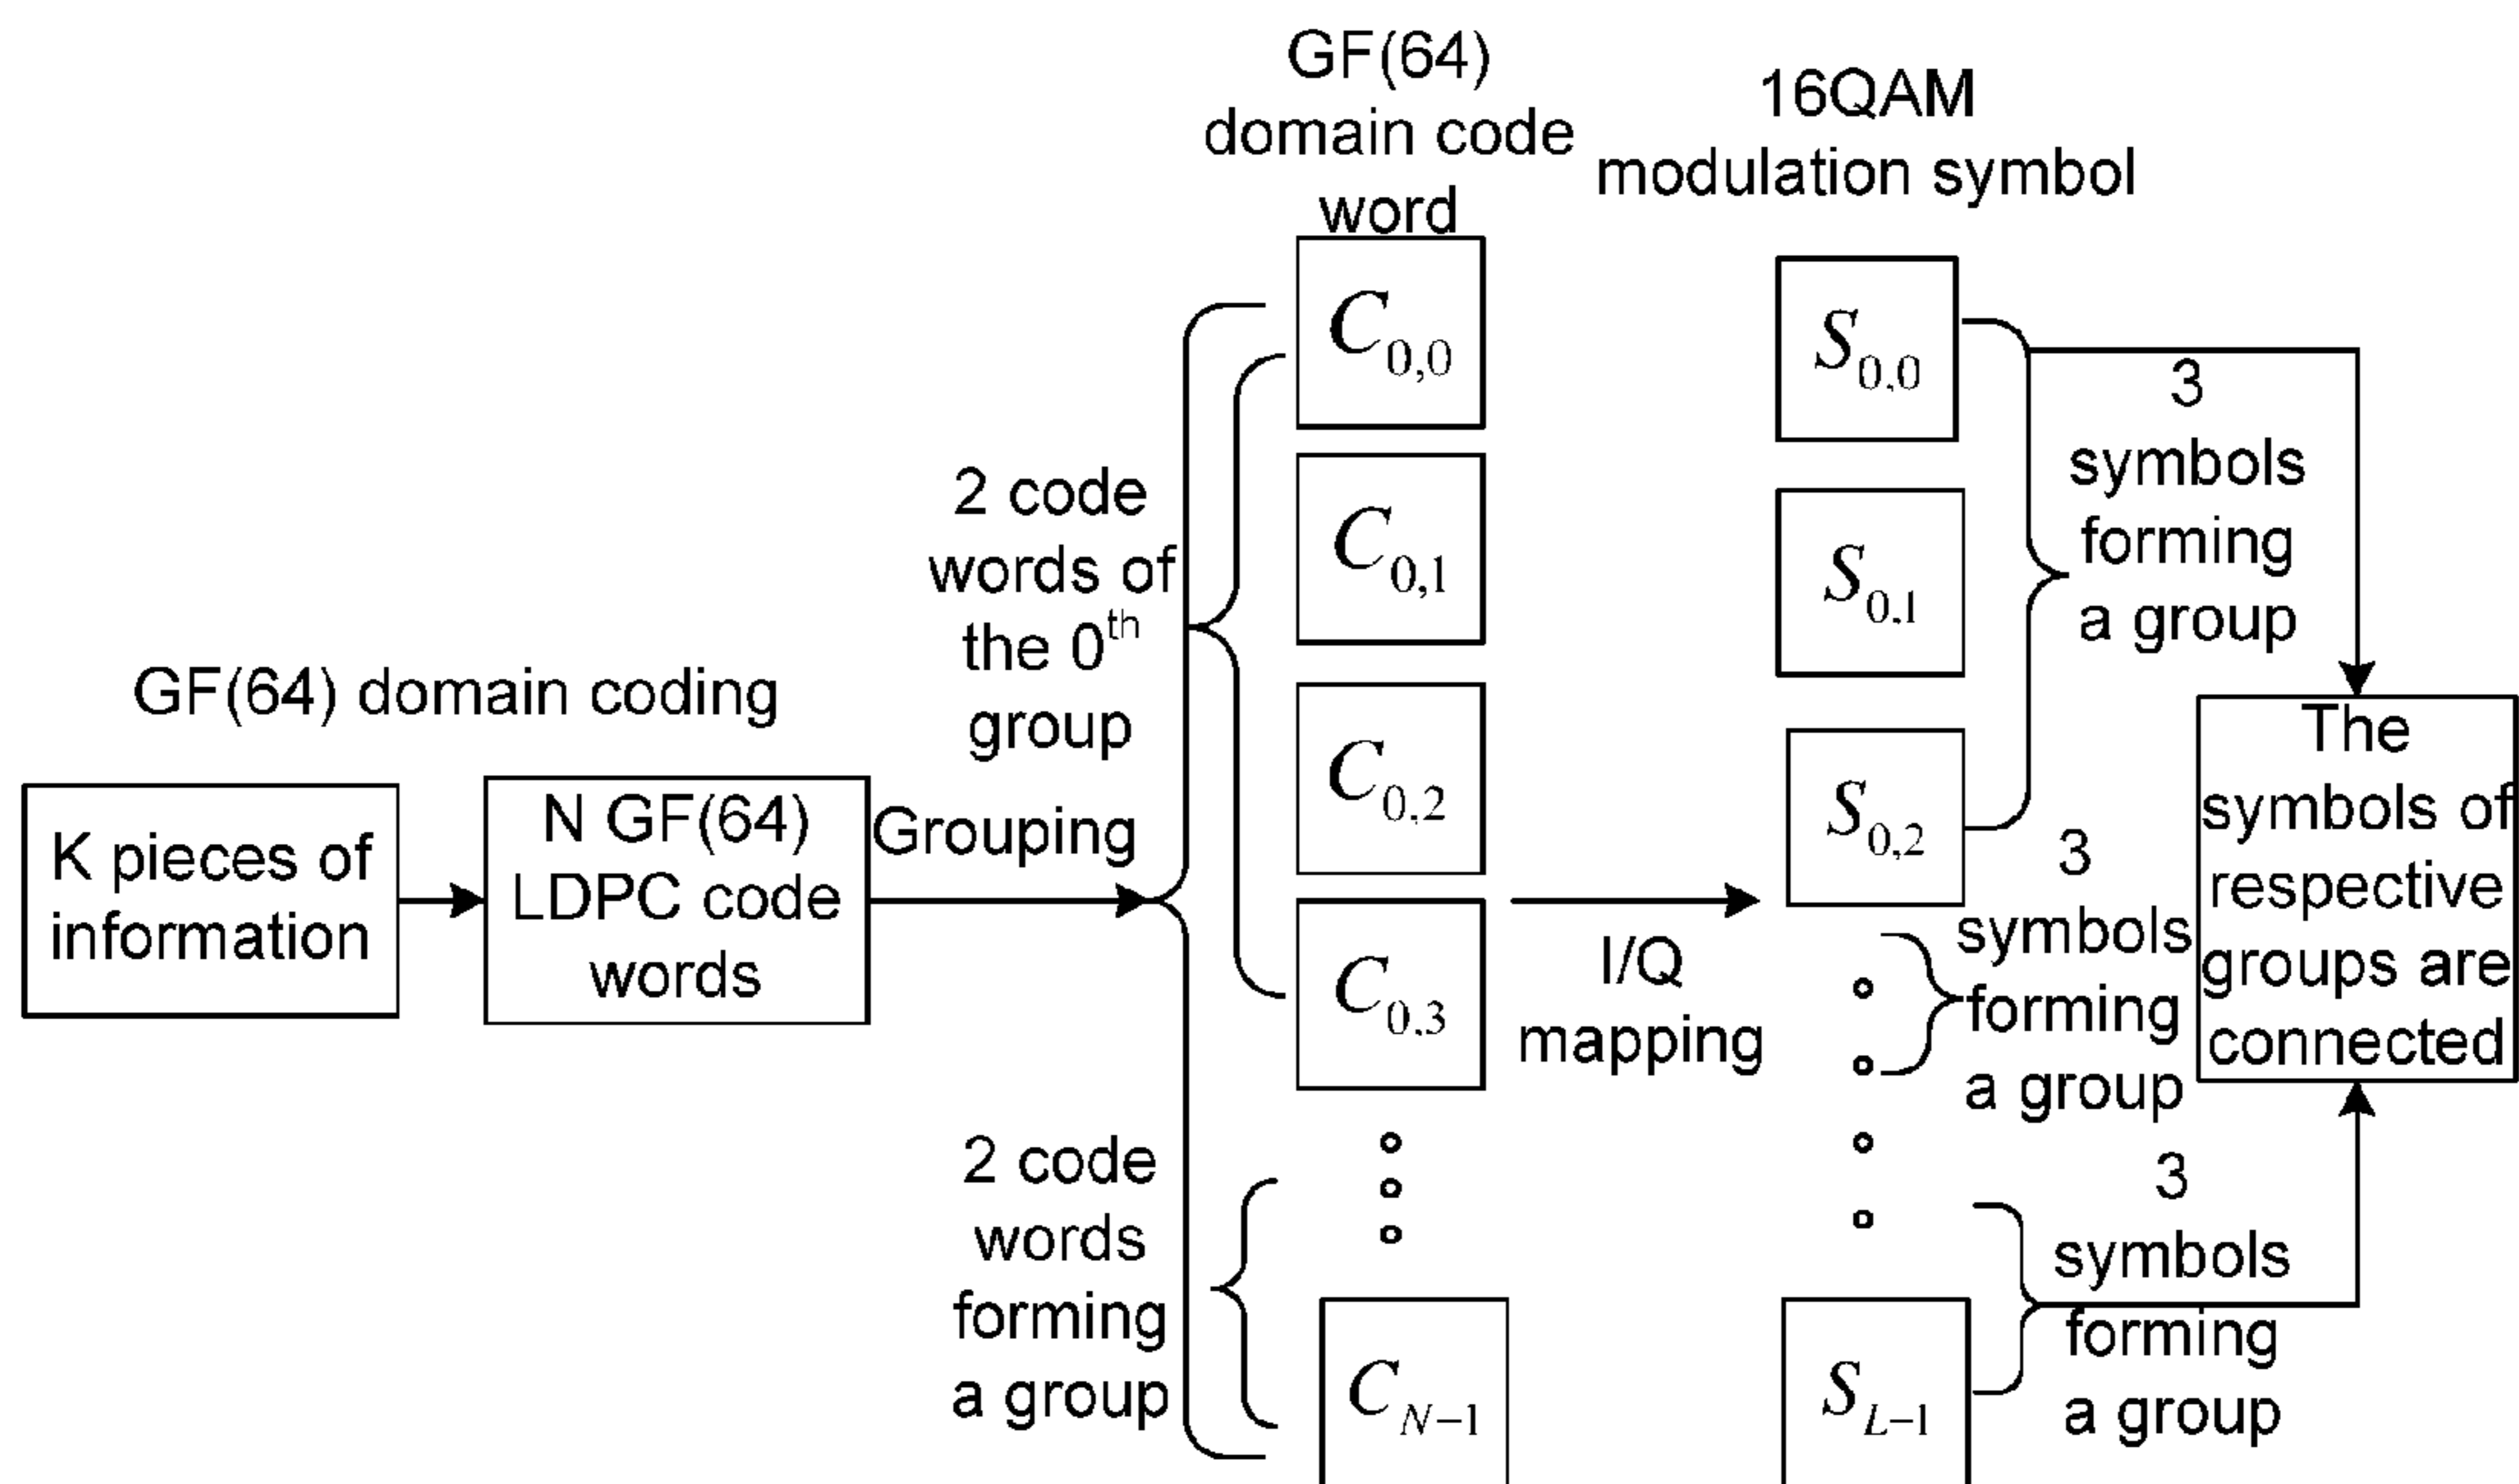 GF(64) domain coding
K pieces of
information
N GF(64)
LDPC code
words
Grouping
2 code
words of
the 0th
group
2 code
words
forming
a group
GF(64)
domain code
word
C0,0
C0,1
C0,2
C0,3
CN-1
I/Q
mapping
16QAM
modulation symbol
S0,0
S0,1
S0,2
SL-1
3
symbols
forming
a group
3
symbols
forming
a group
3
symbols
forming
a group
The
symbols of
respective
groups are
connected